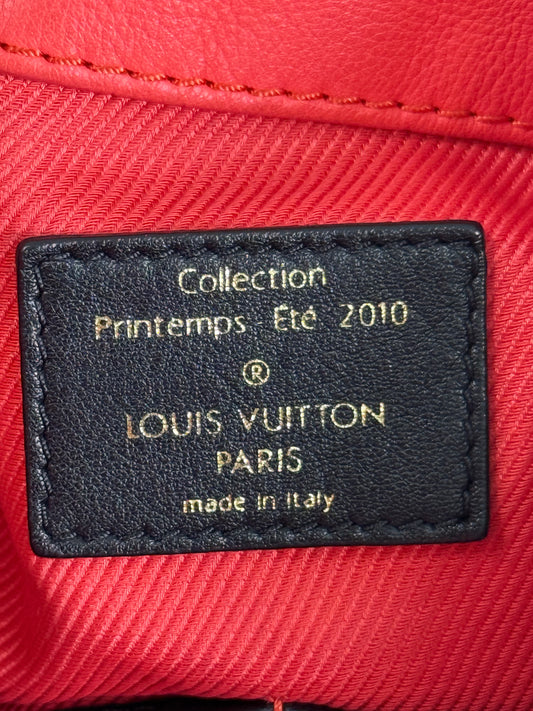 Collection
Printemps Été 2010
®
LOUIS VUITTON
PARIS
made in Italy